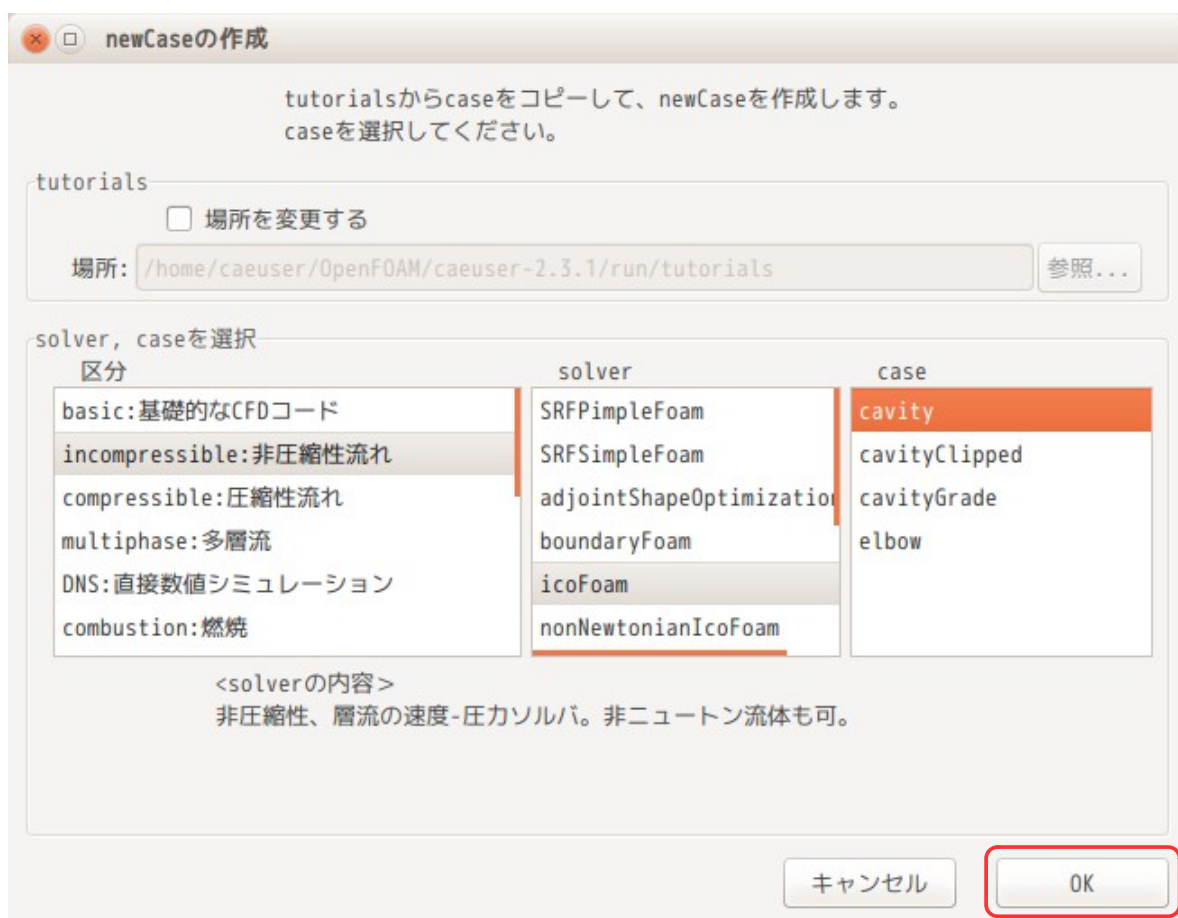 newCaseの作成
tutorialsからcaseをコピーして、newCaseを作成します。
caseを選択してください。
tutorials
場所を変更する
場所: /home/caeuser/OpenFOAM/caeuser-2.3.1/run/tutorials 参照...
solver, caseを選択
区分 solver case
basic:基礎的なCFDコード SRFPimpleFoam cavity
incompressible:非圧縮性流れ SRFSimpleFoam cavityClipped
compressible:圧縮性流れ adjointShapeOptimization cavityGrade
multiphase:多層流 boundaryFoam elbow
DNS:直接数値シミュレーション icoFoam
combustion:燃焼 nonNewtonianIcoFoam
<solverの内容>
非圧縮性、層流の速度-圧力ソルバ。非ニュートン流体も可。
キャンセル OK